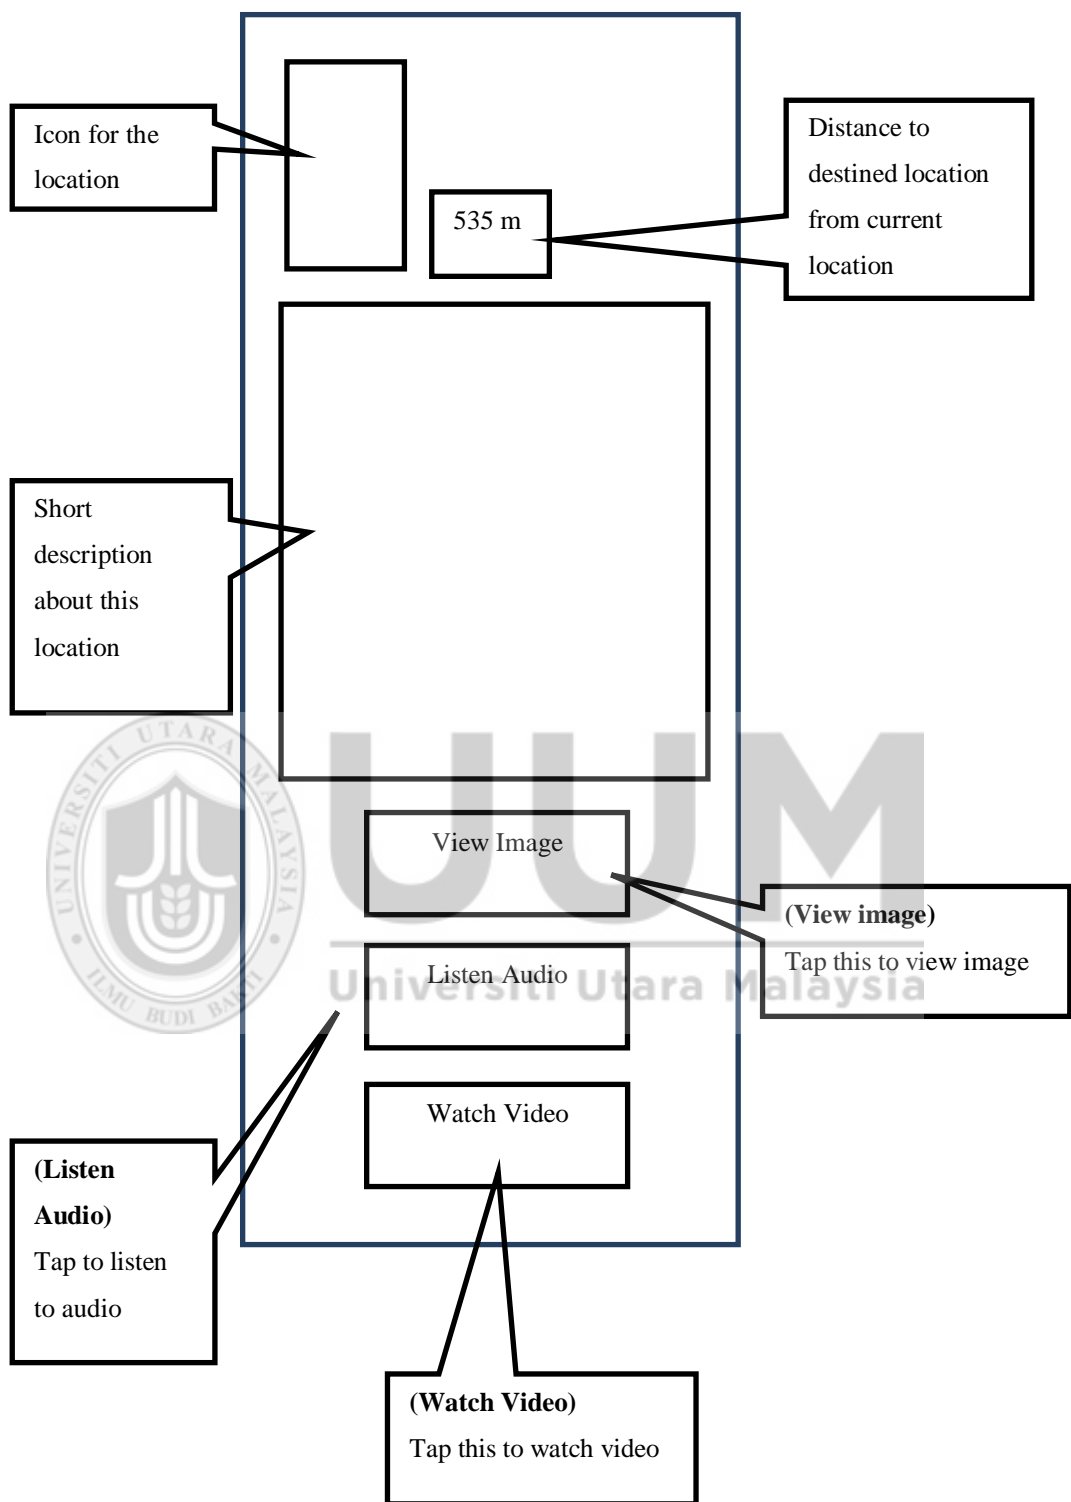 Icon for the
location
535 m
Distance to
destined location
from current
location
Short
description
about this
location
UNIVERSITI UTARA MALAYSIA
ILMU BUDI BAKTI
UUM
Universiti Utara Malaysia
View Image
(View image)
Tap this to view image
Listen Audio
(Listen
Audio)
Tap to listen
to audio
Watch Video
(Watch Video)
Tap this to watch video